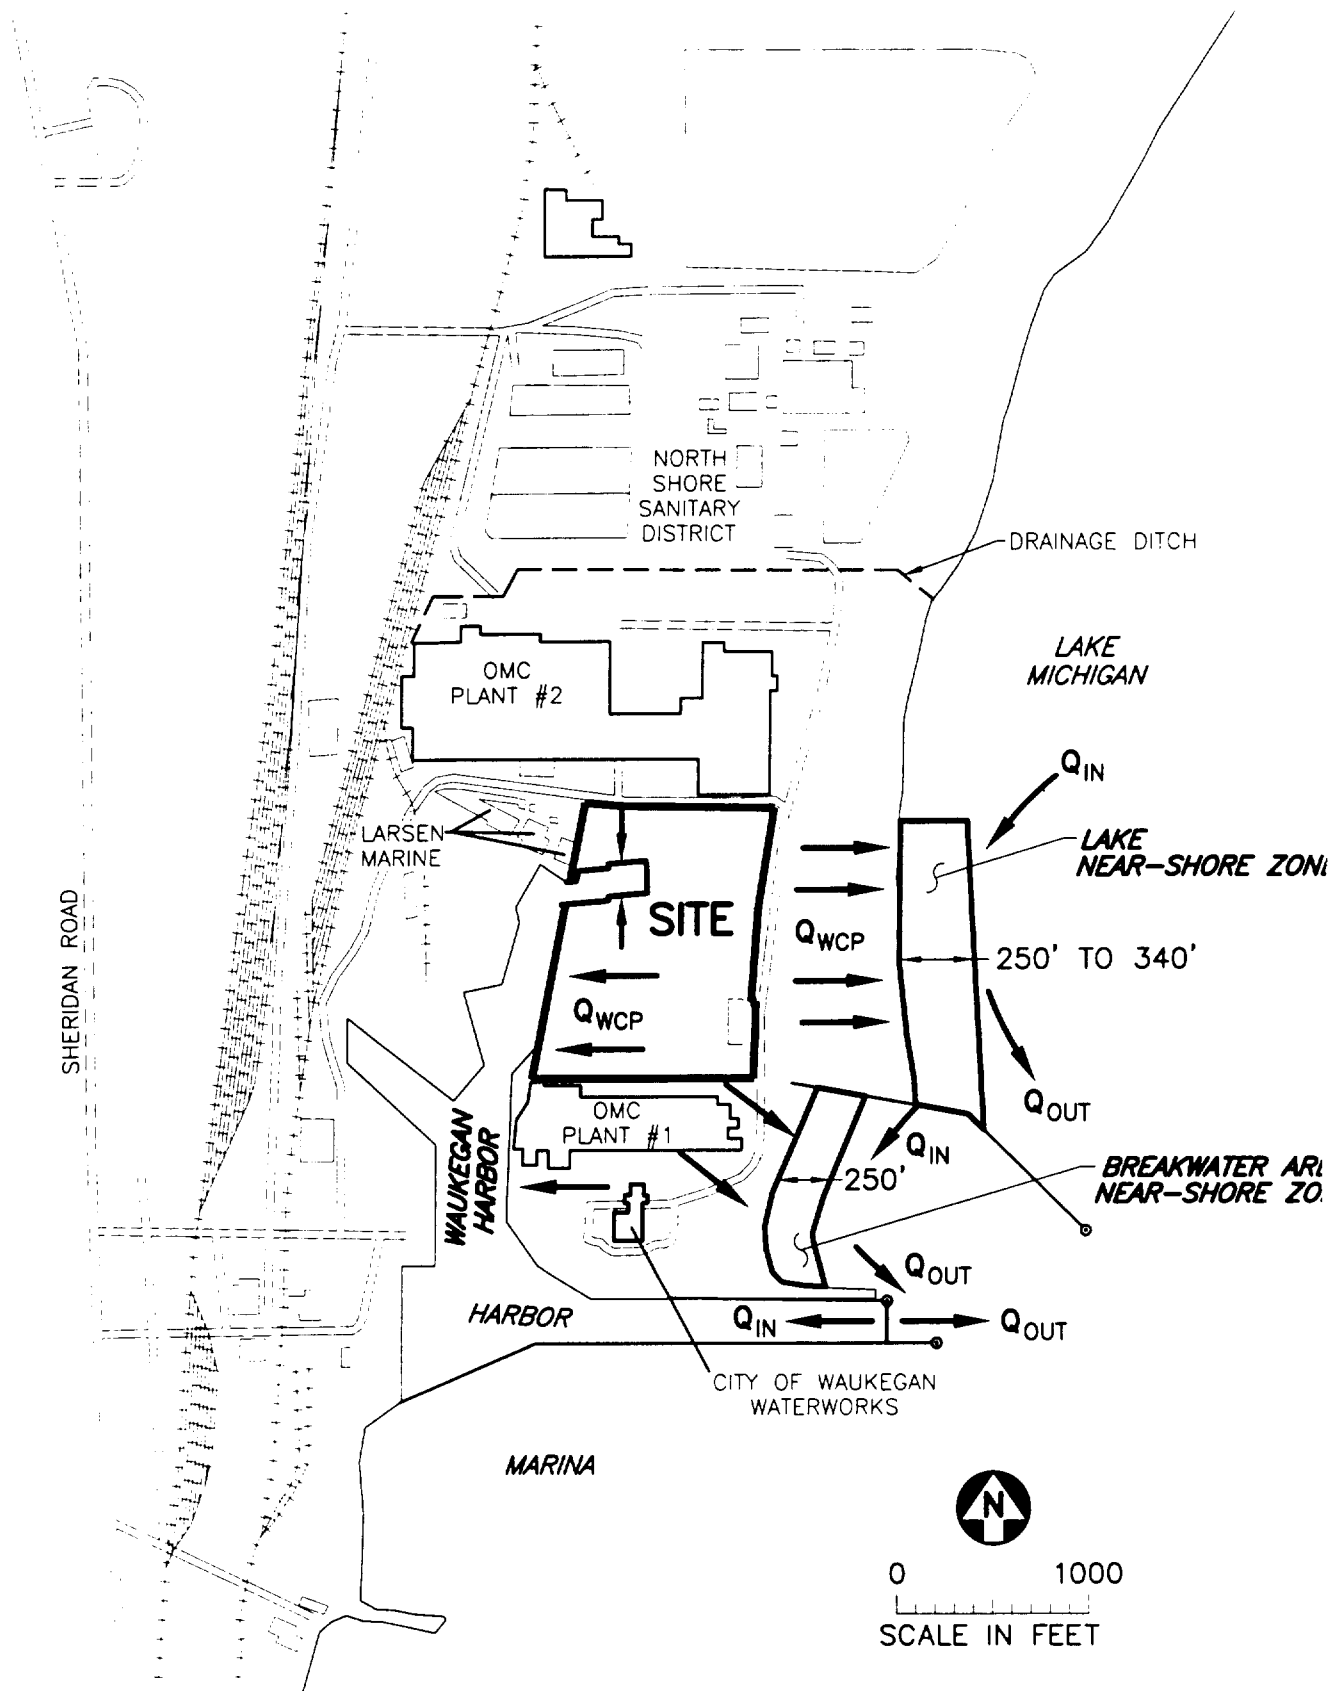 NORTH
SHORE
SANITARY
DISTRICT
DRAINAGE DITCH
LAKE
MICHIGAN
OMC
PLANT #2
QIN
LARSEN
MARINE
LAKE
NEAR-SHORE ZONE
SHERIDAN ROAD
SITE
QWCP
250' TO 340'
QWCP
QOUT
OMC
PLANT #1
QIN
WAUKEGAN
HARBOR
250'
BREAKWATER AR
NEAR-SHORE ZO
QOUT
HARBOR
QIN
QOUT
CITY OF WAUKEGAN
WATERWORKS
MARINA
N
0 1000
SCALE IN FEET